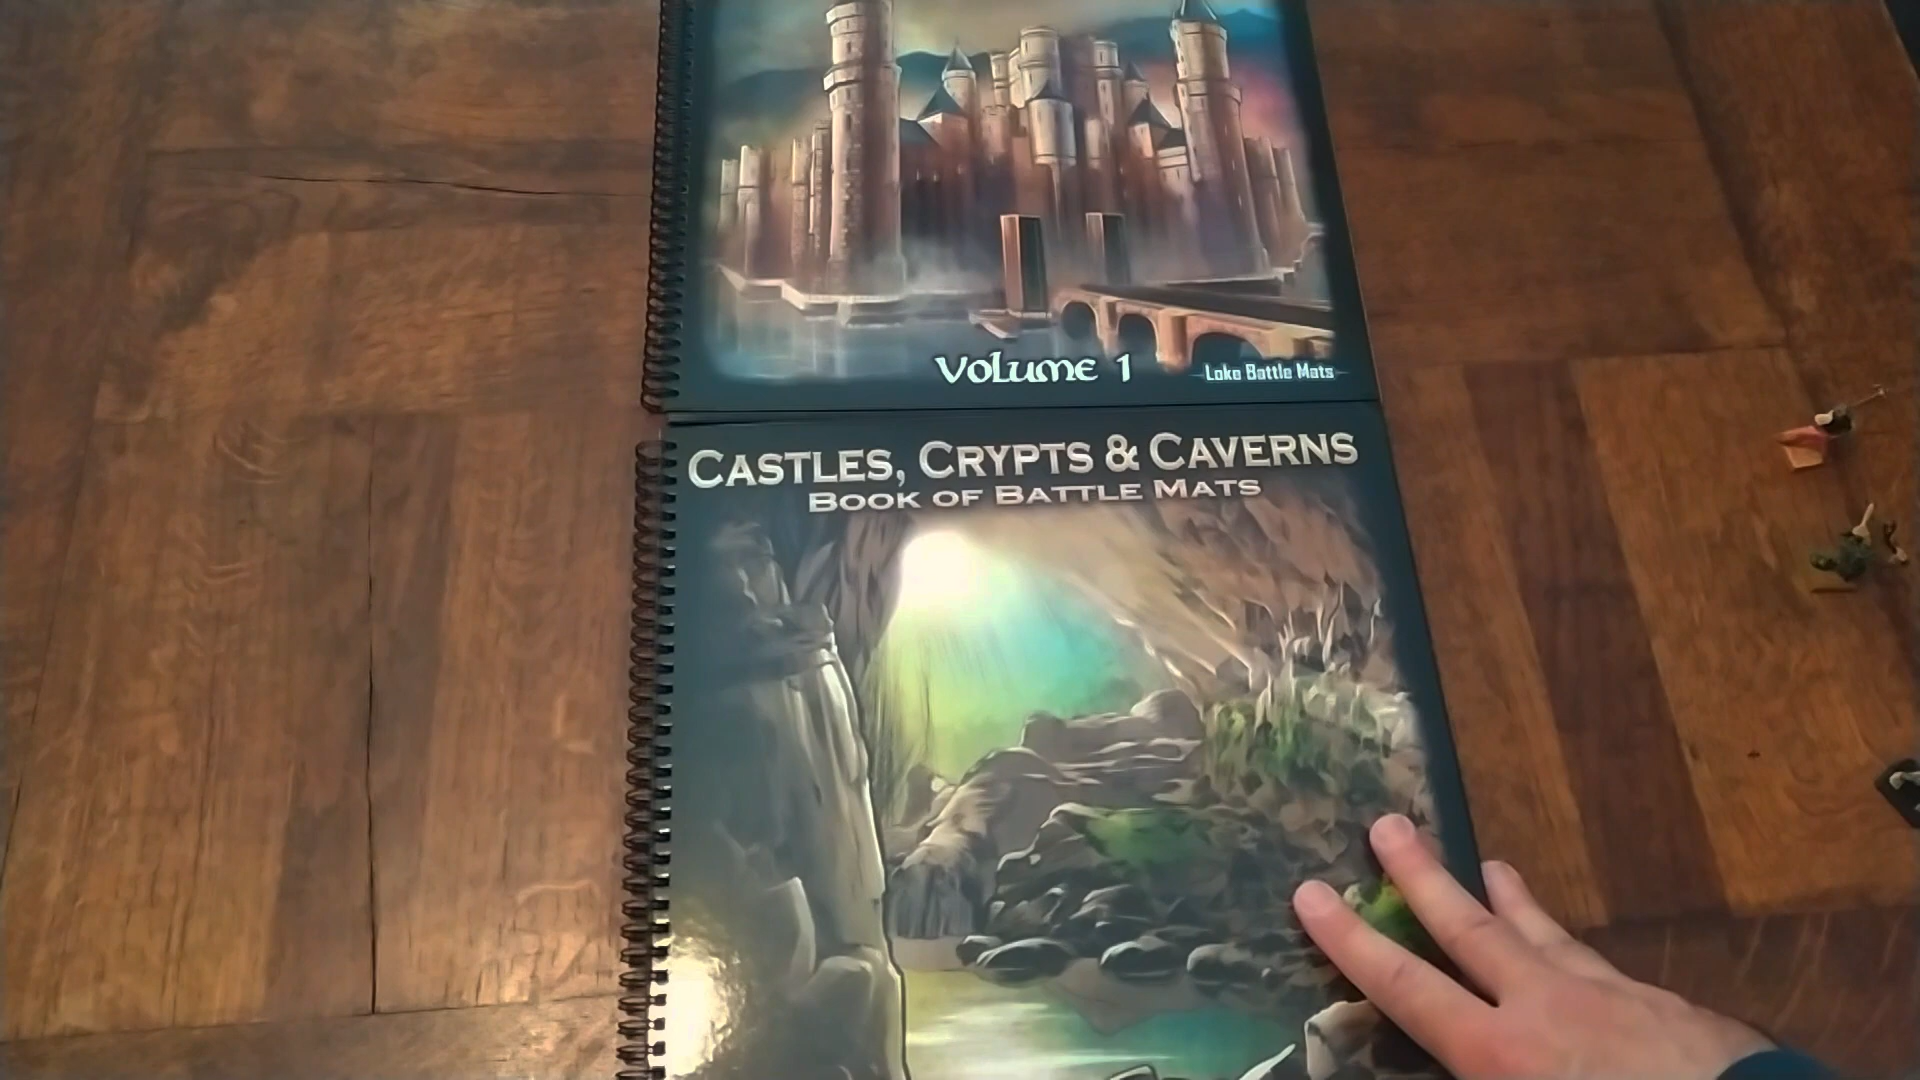 Volume 1
Loke Battle Mats
Castles, Crypts & Caverns
Book of Battle Mats